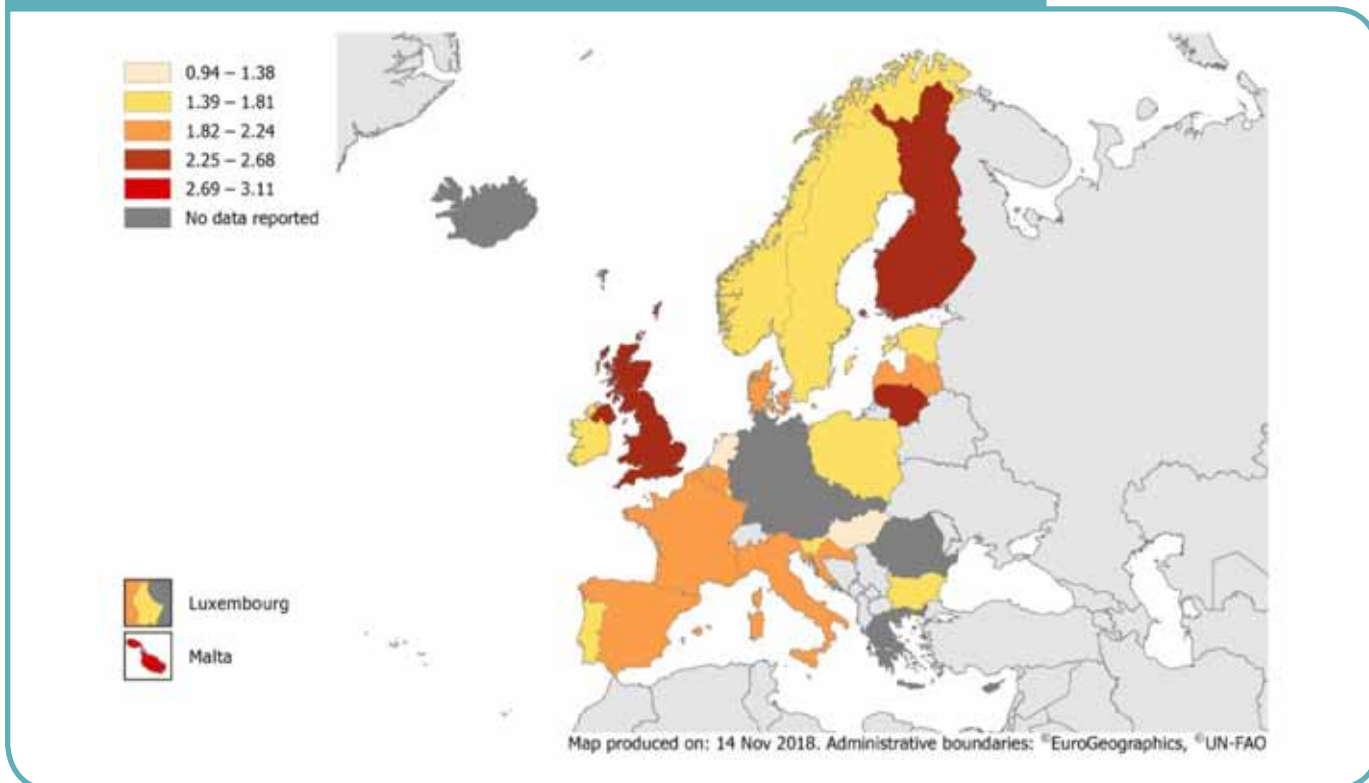 0.94 – 1.38
1.39 – 1.81
1.82 – 2.24
2.25 – 2.68
2.69 – 3.11
No data reported
Luxembourg
Malta
Map produced on: 14 Nov 2018. Administrative boundaries: ©EuroGeographics, ©UN-FAO